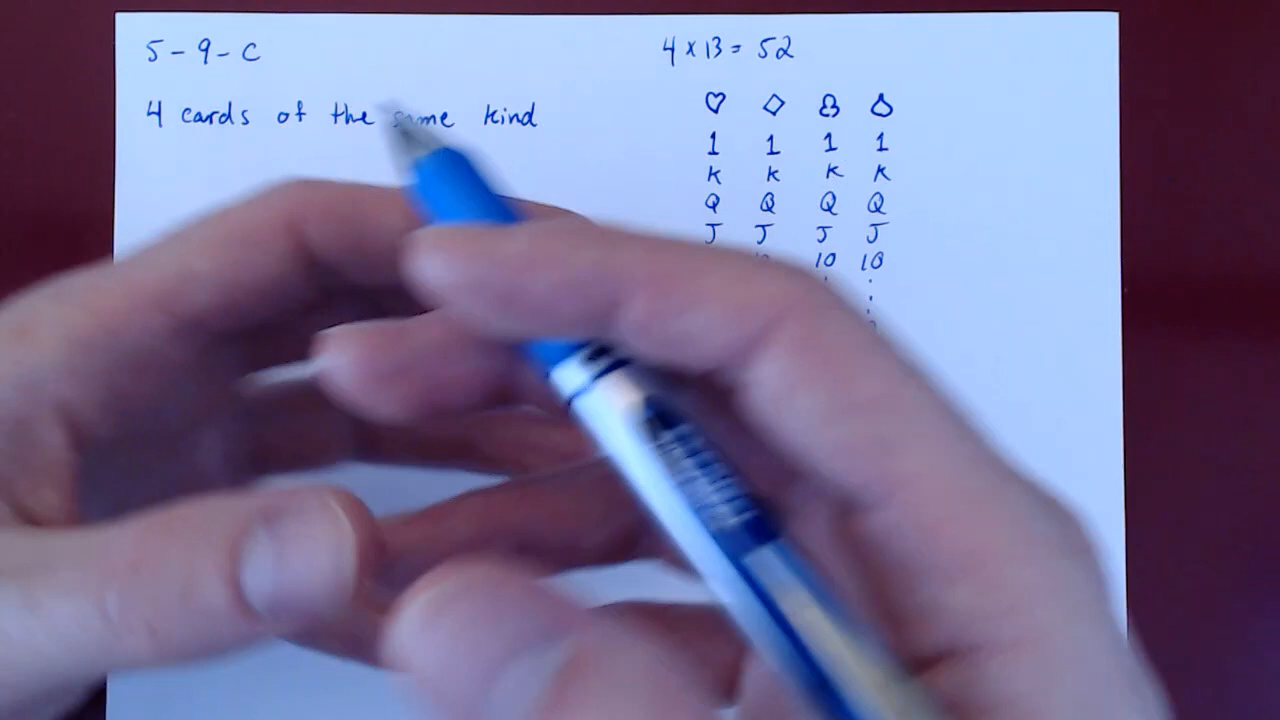 5-9-C
4 cards of the same kind
4 x 13 = 52
♡ ◇ ♧ ♤
1 1 1 1
K K K K
Q Q Q Q
J J J J
10 10